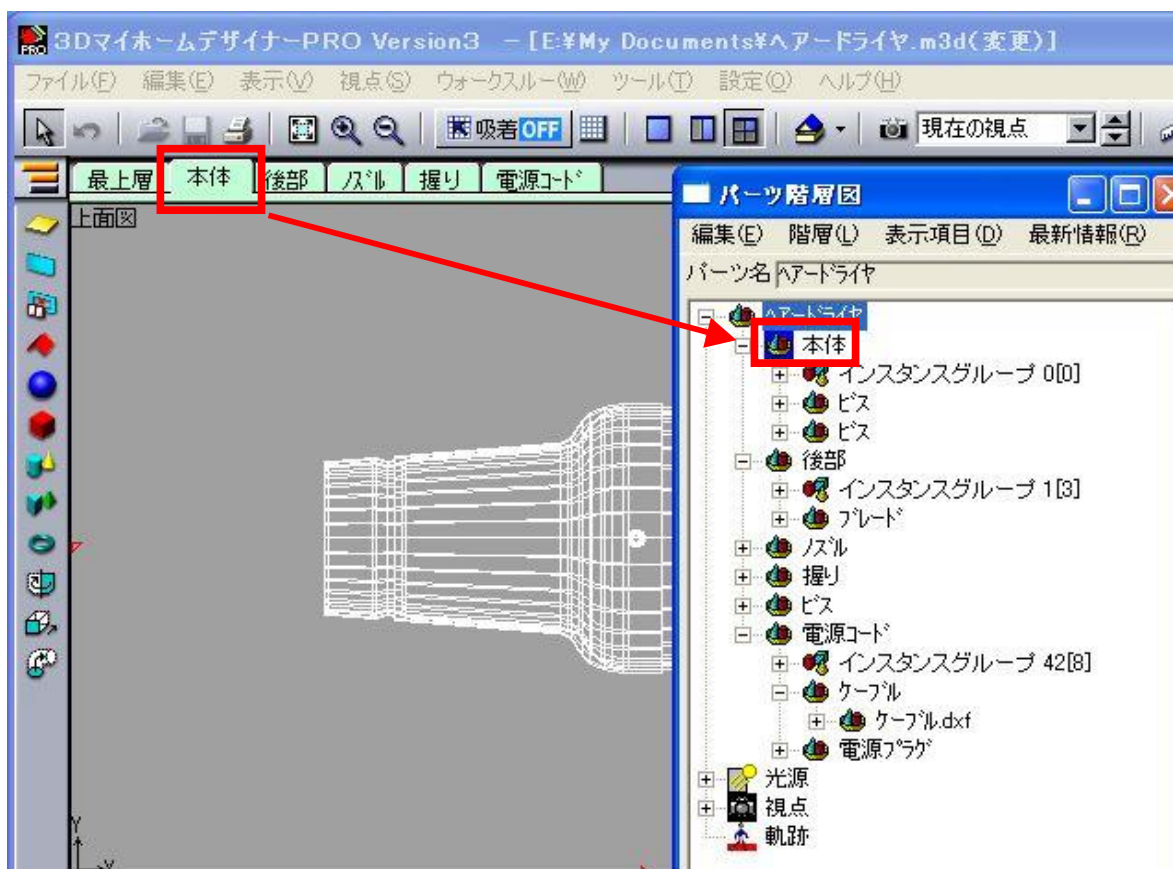 PRO 3DマイホームデザイナーPRO Version3 － [E:¥My Documents¥ヘアードライヤ.m3d(変更)]
ファイル(F) 編集(E) 表示(V) 視点(S) ウォークスルー(W) ツール(T) 設定(O) ヘルプ(H)
吸着OFF 現在の視点
最上層 本体 後部 ﾉｽﾞﾙ 握り 電源ｺｰﾄﾞ
上面図
パーツ階層図
編集(E) 階層(L) 表示項目(D) 最新情報(R)
パーツ名 ﾍｱｰﾄﾞﾗｲﾔ
ﾍｱｰﾄﾞﾗｲﾔ
本体
インスタンスグループ 0[0]
ﾋﾞｽ
ﾋﾞｽ
後部
インスタンスグループ 1[3]
ﾌﾞﾚｰﾄﾞ
ﾉｽﾞﾙ
握り
ﾋﾞｽ
電源ｺｰﾄﾞ
インスタンスグループ 42[8]
ｹｰﾌﾞﾙ
ｹｰﾌﾞﾙ.dxf
電源ﾌﾟﾗｸﾞ
光源
視点
軌跡
Y